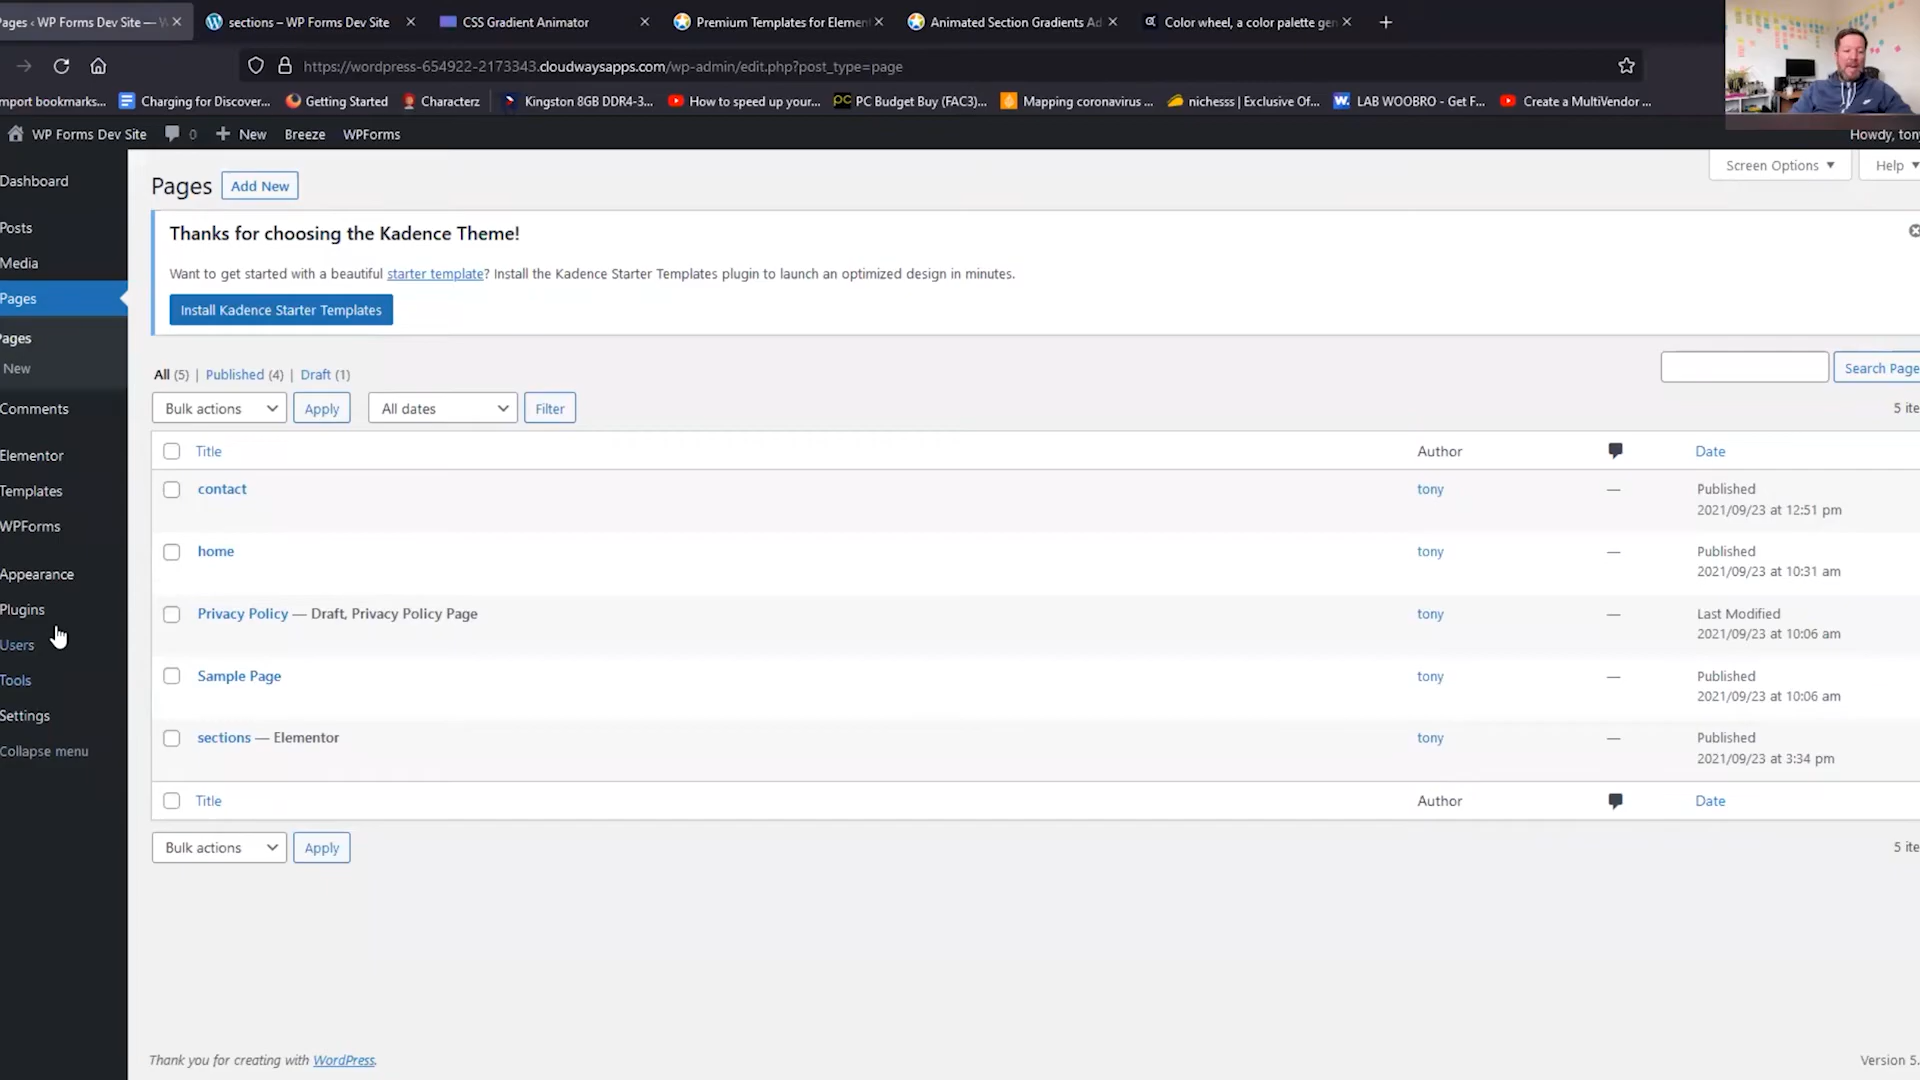 Pages ‹ WP Forms Dev Site — W
sections – WP Forms Dev Site
CSS Gradient Animator
Premium Templates for Elemen
Animated Section Gradients Ad
Color wheel, a color palette gen
https://wordpress-654922-2173343.cloudwaysapps.com/wp-admin/edit.php?post_type=page
mport bookmarks...
Charging for Discover...
Getting Started
Characterz
Kingston 8GB DDR4-3...
How to speed up your...
PC Budget Buy (FAC3)...
Mapping coronavirus ...
nichesss | Exclusive Of...
LAB WOOBRO - Get F...
Create a MultiVendor ...
WP Forms Dev Site
0
New
Breeze
WPForms
Howdy, tony
Dashboard
Posts
Media
Pages
Pages
New
Comments
Elementor
Templates
WPForms
Appearance
Plugins
Users
Tools
Settings
Collapse menu
Pages
Add New
Screen Options
Help
Thanks for choosing the Kadence Theme!
Want to get started with a beautiful starter template? Install the Kadence Starter Templates plugin to launch an optimized design in minutes.
Install Kadence Starter Templates
All (5) | Published (4) | Draft (1)
Search Page
Bulk actions
Apply
All dates
Filter
5 ite
Title
Author
Date
contact
tony
—
Published
2021/09/23 at 12:51 pm
home
tony
—
Published
2021/09/23 at 10:31 am
Privacy Policy — Draft, Privacy Policy Page
tony
—
Last Modified
2021/09/23 at 10:06 am
Sample Page
tony
—
Published
2021/09/23 at 10:06 am
sections — Elementor
tony
—
Published
2021/09/23 at 3:34 pm
Title
Author
Date
Bulk actions
Apply
5 ite
Thank you for creating with WordPress.
Version 5.